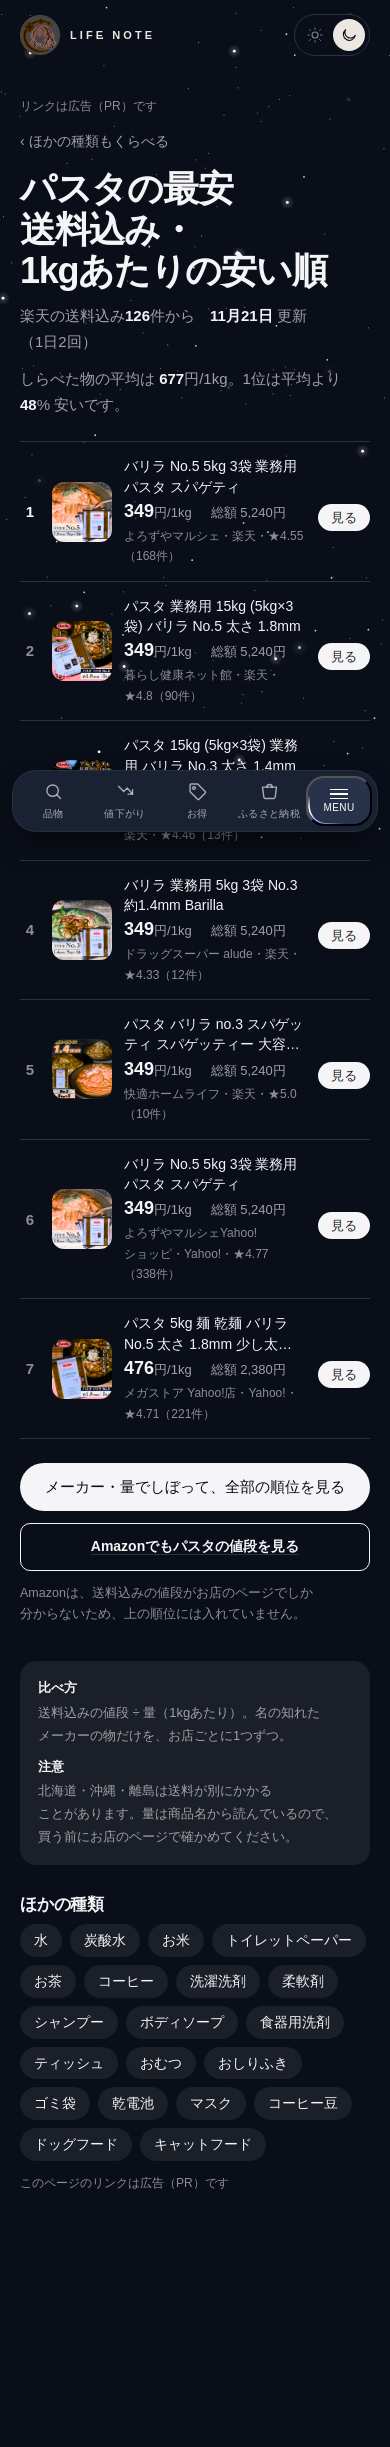 LIFE NOTE
リンクは広告（PR）です
‹ ほかの種類もくらべる
パスタの最安
送料込み・
1kgあたりの安い順
楽天の送料込み126件から　11月21日 更新
（1日2回）
しらべた物の平均は 677円/1kg。1位は平均より
48% 安いです。
1
バリラ No.5 5kg 3袋 業務用
パスタ スパゲティ
349円/1kg 総額 5,240円
よろずやマルシェ・楽天・★4.55
（168件）
見る
2
パスタ 業務用 15kg (5kg×3
袋) バリラ No.5 太さ 1.8mm
349円/1kg 総額 5,240円
暮らし健康ネット館・楽天・
★4.8（90件）
見る
パスタ 15kg (5kg×3袋) 業務
用 バリラ No.3 太さ 1.4mm
品物
値下がり
お得
ふるさと納税
MENU
楽天・★4.46（13件）
4
バリラ 業務用 5kg 3袋 No.3
約1.4mm Barilla
349円/1kg 総額 5,240円
ドラッグスーパー alude・楽天・
★4.33（12件）
見る
5
パスタ バリラ no.3 スパゲッ
ティ スパゲッティー 大容…
349円/1kg 総額 5,240円
快適ホームライフ・楽天・★5.0
（10件）
見る
6
バリラ No.5 5kg 3袋 業務用
パスタ スパゲティ
349円/1kg 総額 5,240円
よろずやマルシェYahoo!
ショッピ・Yahoo!・★4.77
（338件）
見る
7
パスタ 5kg 麺 乾麺 バリラ
No.5 太さ 1.8mm 少し太…
476円/1kg 総額 2,380円
メガストア Yahoo!店・Yahoo!・
★4.71（221件）
見る
メーカー・量でしぼって、全部の順位を見る
Amazonでもパスタの値段を見る
Amazonは、送料込みの値段がお店のページでしか
分からないため、上の順位には入れていません。
比べ方
送料込みの値段 ÷ 量（1kgあたり）。名の知れた
メーカーの物だけを、お店ごとに1つずつ。
注意
北海道・沖縄・離島は送料が別にかかる
ことがあります。量は商品名から読んでいるので、
買う前にお店のページで確かめてください。
ほかの種類
水
炭酸水
お米
トイレットペーパー
お茶
コーヒー
洗濯洗剤
柔軟剤
シャンプー
ボディソープ
食器用洗剤
ティッシュ
おむつ
おしりふき
ゴミ袋
乾電池
マスク
コーヒー豆
ドッグフード
キャットフード
このページのリンクは広告（PR）です